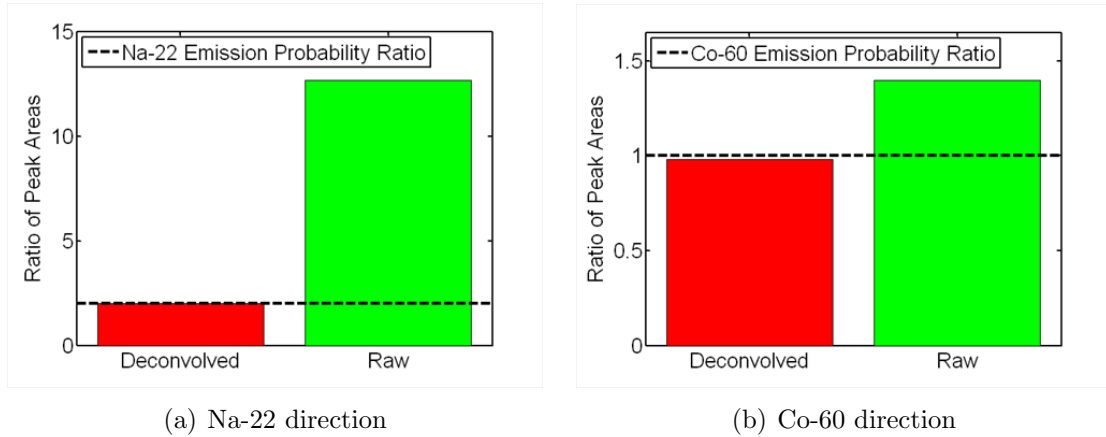 15
10
5
0
Ratio of Peak Areas
Na-22 Emission Probability Ratio
Deconvolved Raw
(a) Na-22 direction
1.5
1
0.5
0
Ratio of Peak Areas
Co-60 Emission Probability Ratio
Deconvolved Raw
(b) Co-60 direction